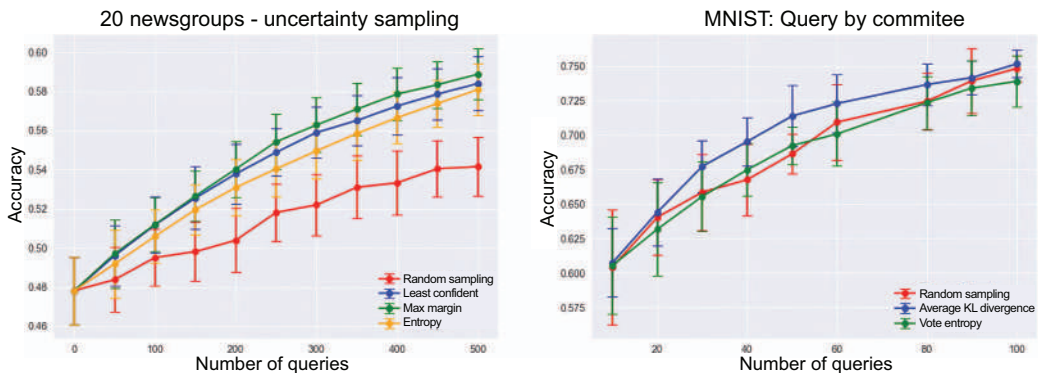 20 newsgroups - uncertainty sampling
0.60
0.58
0.56
0.54
0.52
0.50
0.48
0.46
Accuracy
0
100
200
300
400
500
Number of queries
Random sampling
Least confident
Max margin
Entropy
MNIST: Query by commitee
0.750
0.725
0.700
0.675
0.650
0.625
0.600
0.575
Accuracy
20
40
60
80
100
Number of queries
Random sampling
Average KL divergence
Vote entropy